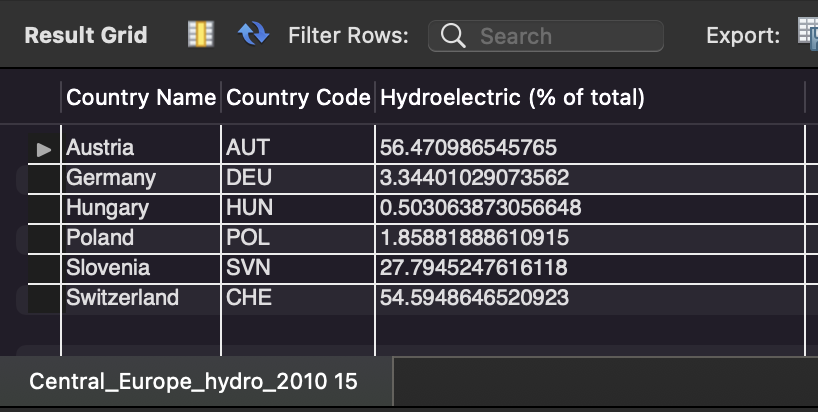 Result Grid Filter Rows: Search Export:
Country Name Country Code Hydroelectric (% of total)
Austria AUT 56.470986545765
Germany DEU 3.34401029073562
Hungary HUN 0.503063873056648
Poland POL 1.85881888610915
Slovenia SVN 27.7945247616118
Switzerland CHE 54.5948646520923
Central_Europe_hydro_2010 15